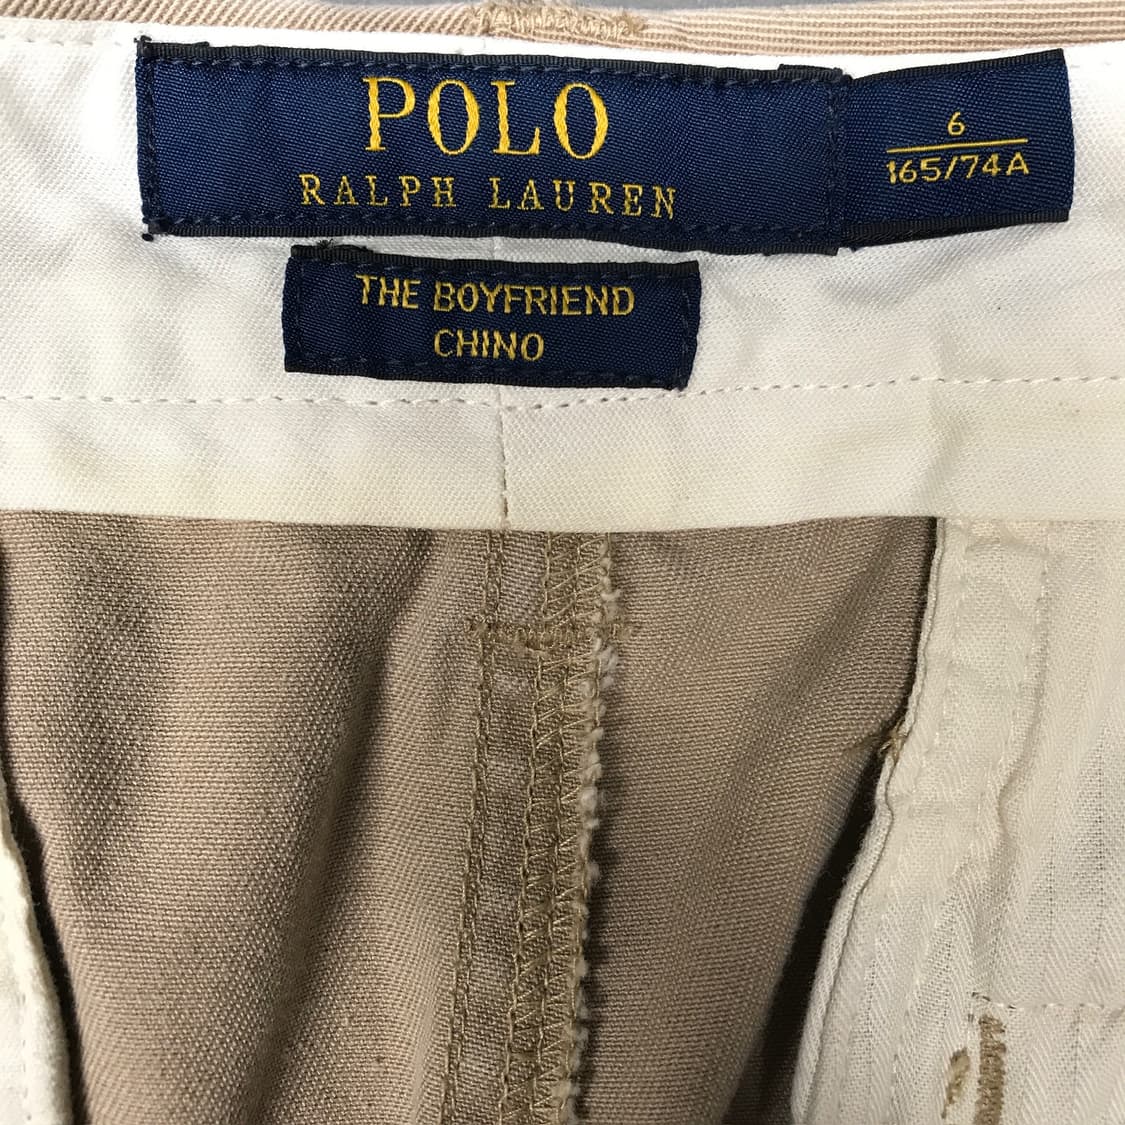 POLO
RALPH LAUREN
6
165/74A
THE BOYFRIEND
CHINO